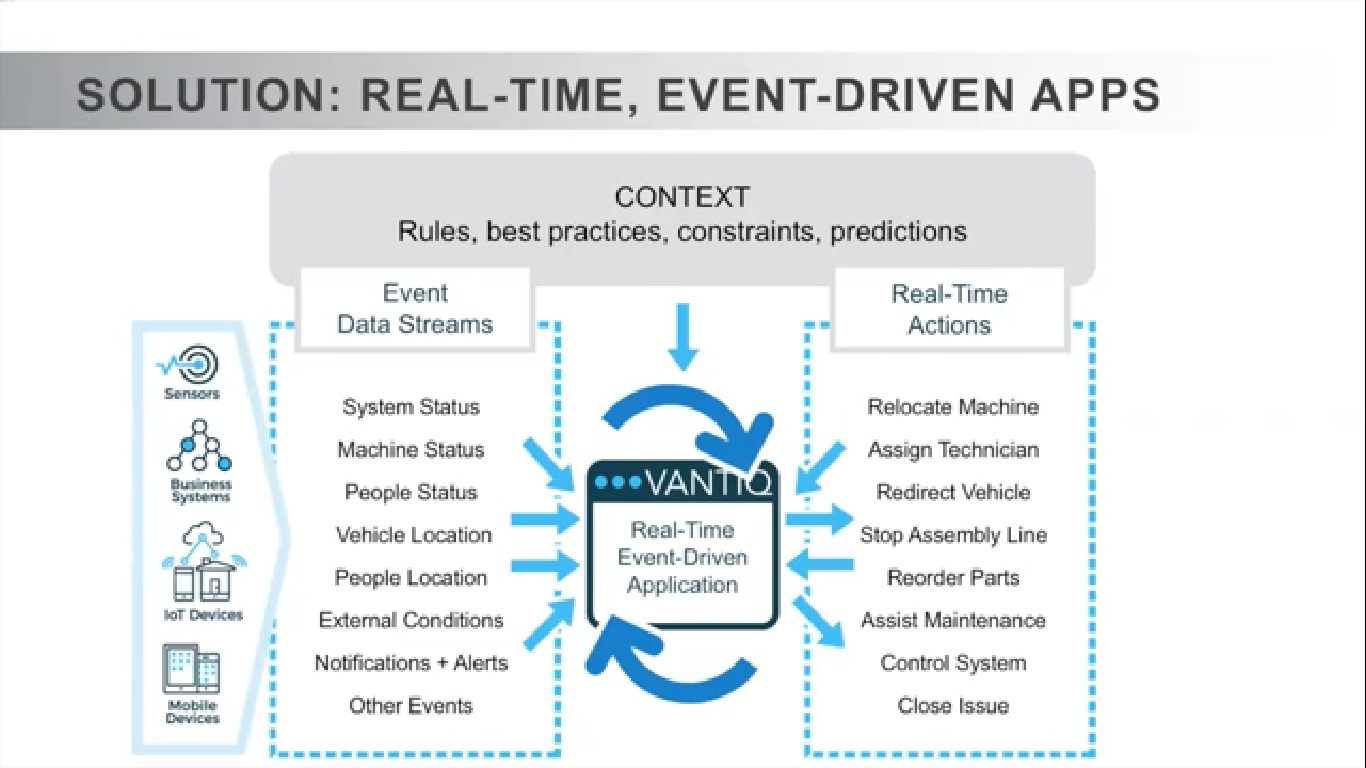 SOLUTION: REAL-TIME, EVENT-DRIVEN APPS
CONTEXT
Rules, best practices, constraints, predictions
Event
Data Streams
Real-Time
Actions
Sensors
Business
Systems
IoT Devices
Mobile
Devices
System Status
Machine Status
People Status
Vehicle Location
People Location
External Conditions
Notifications + Alerts
Other Events
VANTIQ
Real-Time
Event-Driven
Application
Relocate Machine
Assign Technician
Redirect Vehicle
Stop Assembly Line
Reorder Parts
Assist Maintenance
Control System
Close Issue